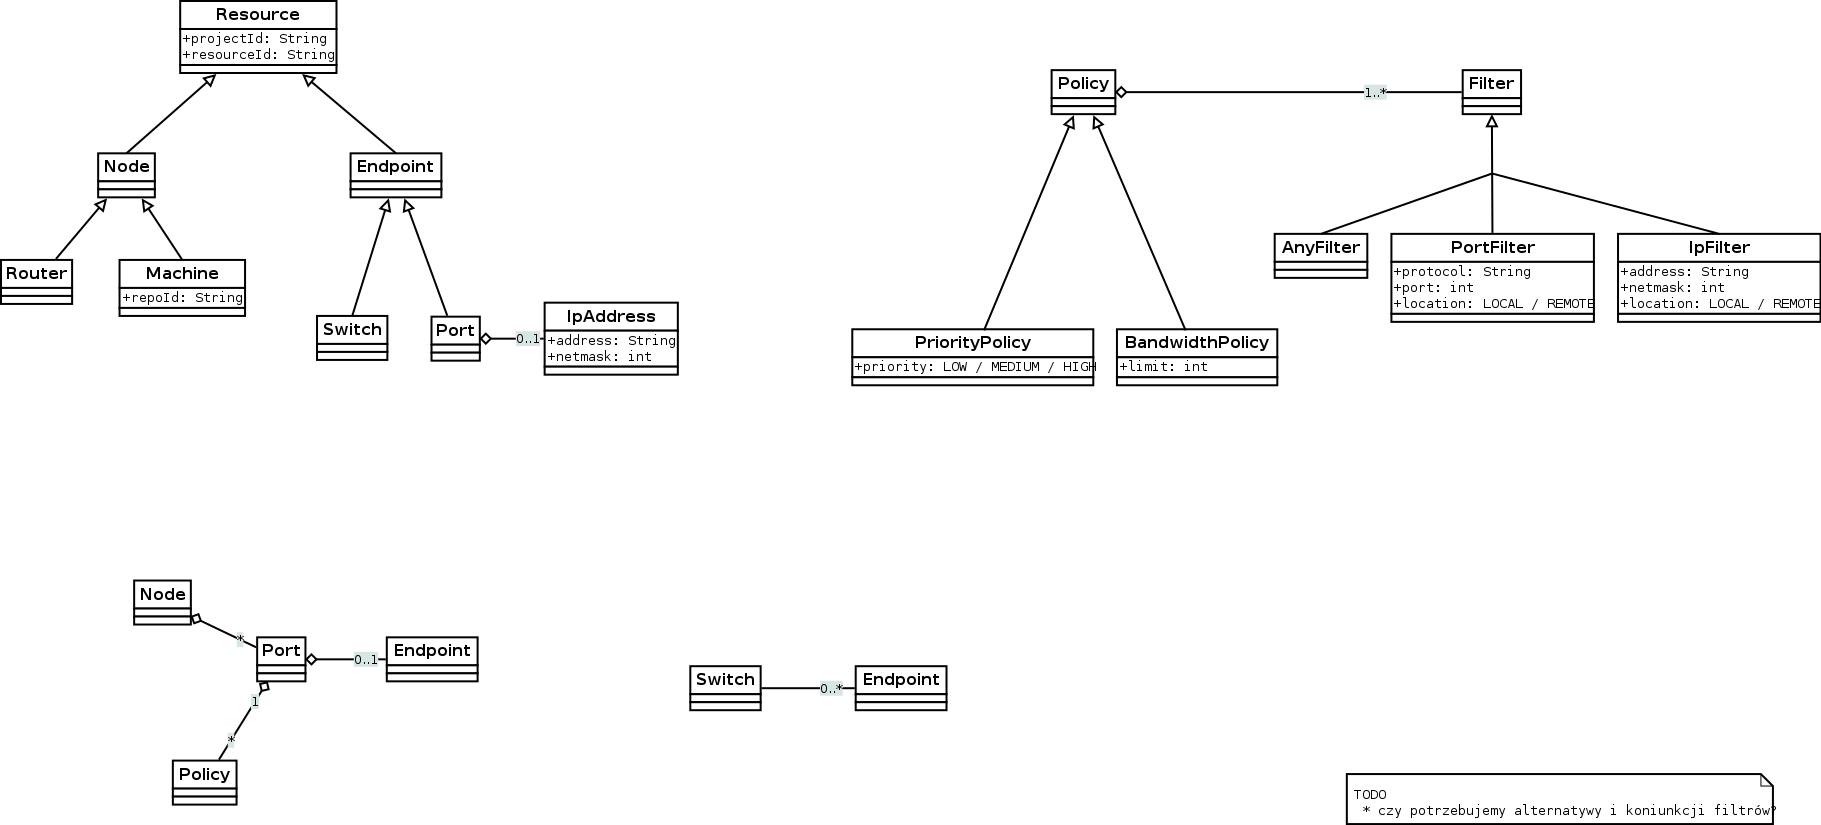 Resource
+projectId: String
+resourceId: String
Node
Endpoint
Router
Machine
+repoId: String
Switch
Port
0..1
IpAddress
+address: String
+netmask: int
Policy
1..*
Filter
AnyFilter
PortFilter
+protocol: String
+port: int
+location: LOCAL / REMOTE
IpFilter
+address: String
+netmask: int
+location: LOCAL / REMOTE
PriorityPolicy
+priority: LOW / MEDIUM / HIGH
BandwidthPolicy
+limit: int
Node
*
Port
0..1
Endpoint
1
*
Policy
Switch
0..*
Endpoint
TODO
* czy potrzebujemy alternatywy i koniunkcji filtrów?